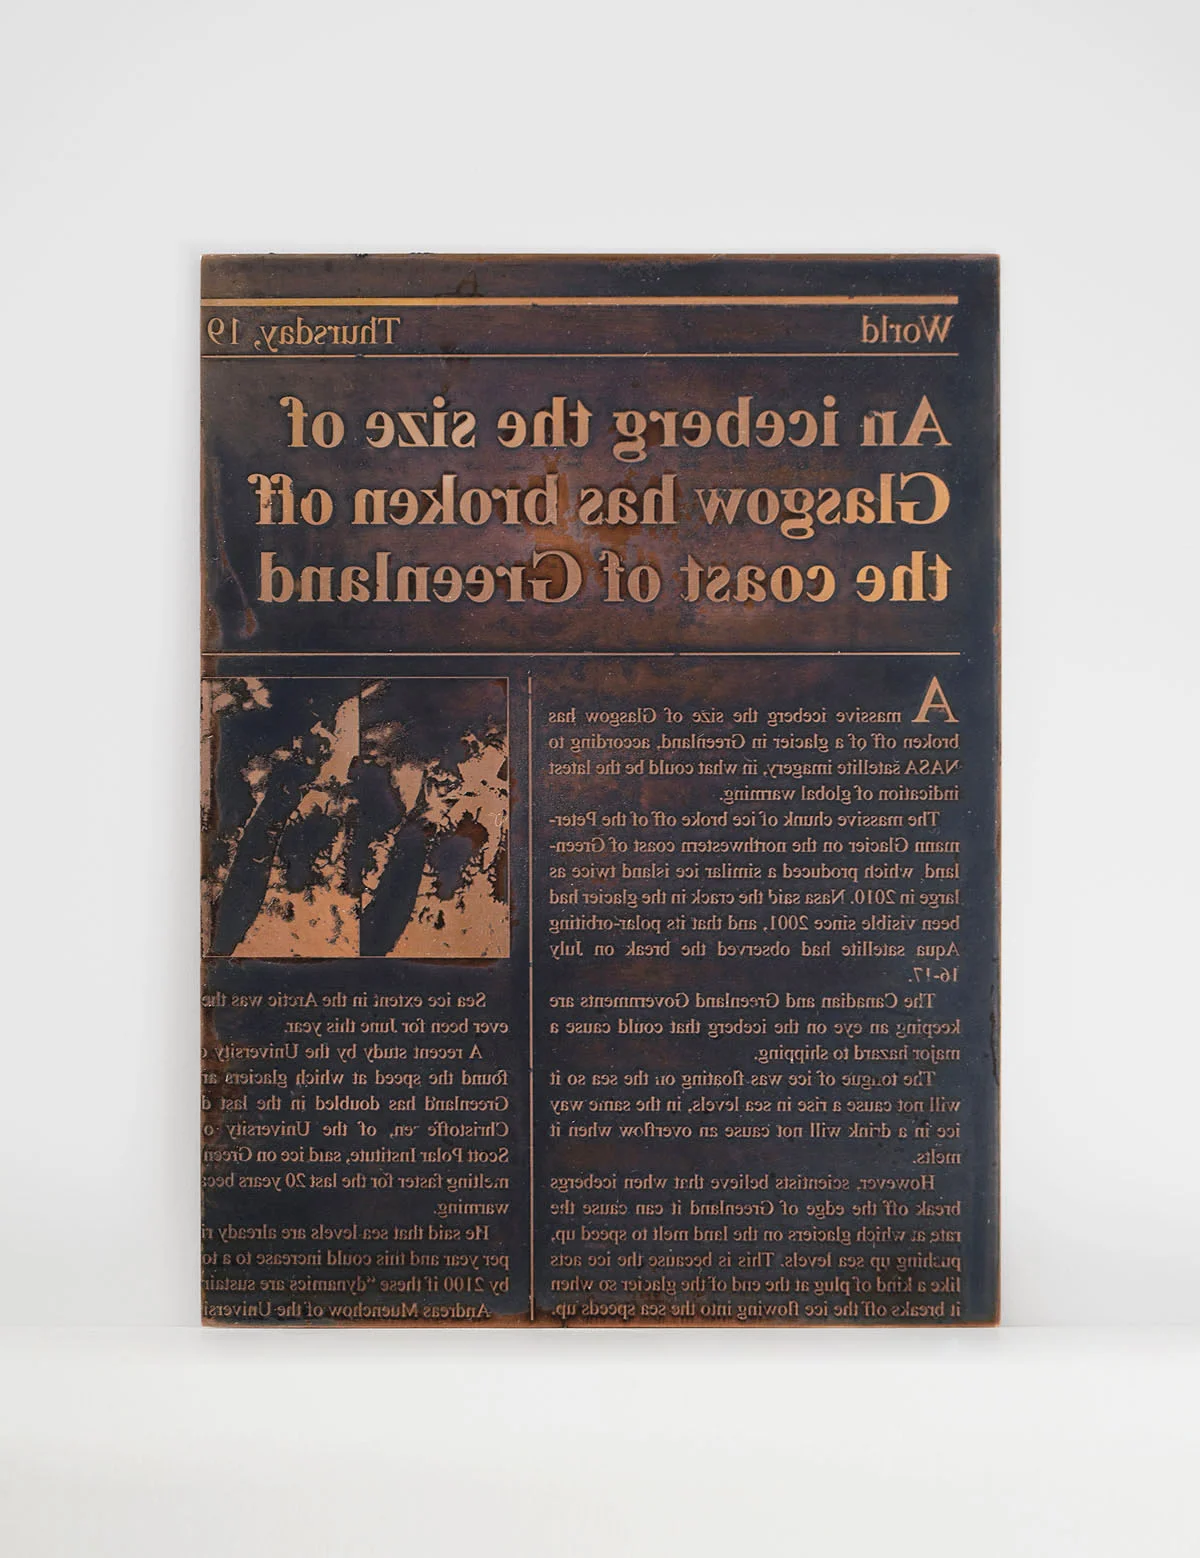 World Thursday, 19
An iceberg the size of
Glasgow has broken off
the coast of Greenland
A massive iceberg the size of Glasgow has
broken off of a glacier in Greenland, according to
NASA satellite imagery, in what could be the latest
indication of global warming.
The massive chunk of ice broke off of the Peter-
mann Glacier on the northwestern coast of Green-
land, which produced a similar ice island twice as
large in 2010. Nasa said the crack in the glacier had
been visible since 2001, and that its polar-orbiting
Aqua satellite had observed the break on July
16-17.
The Canadian and Greenland Governments are
keeping an eye on the iceberg that could cause a
major hazard to shipping.
The tongue of ice was floating on the sea so it
will not cause a rise in sea levels, in the same way
ice in a drink will not cause an overflow when it
melts.
However, scientists believe that when icebergs
break off the edge of Greenland it can cause the
rate at which glaciers on the land melt to speed up,
pushing up sea levels. This is because the ice acts
like a kind of plug at the end of the glacier so when
it breaks off the ice flowing into the sea speeds up.
Sea ice extent in the Arctic was the
ever been for June this year.
A recent study by the University
found the speed at which glaciers ar
Greenland has doubled in the last d
of the University o
Scott Polar Institute, said ice on Green
melting faster for the last 20 years beca
warming.
He said that sea levels are already ri
per year and this could increase to a to
by 2100 if these “dynamics are sustai
Andreas Muenchow of the Universi